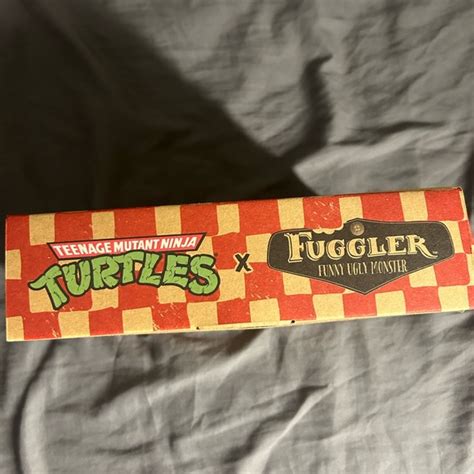 TEENAGE MUTANT NINJA
TURTLES
X
FUGGLER
FUNNY UGLY MONSTER